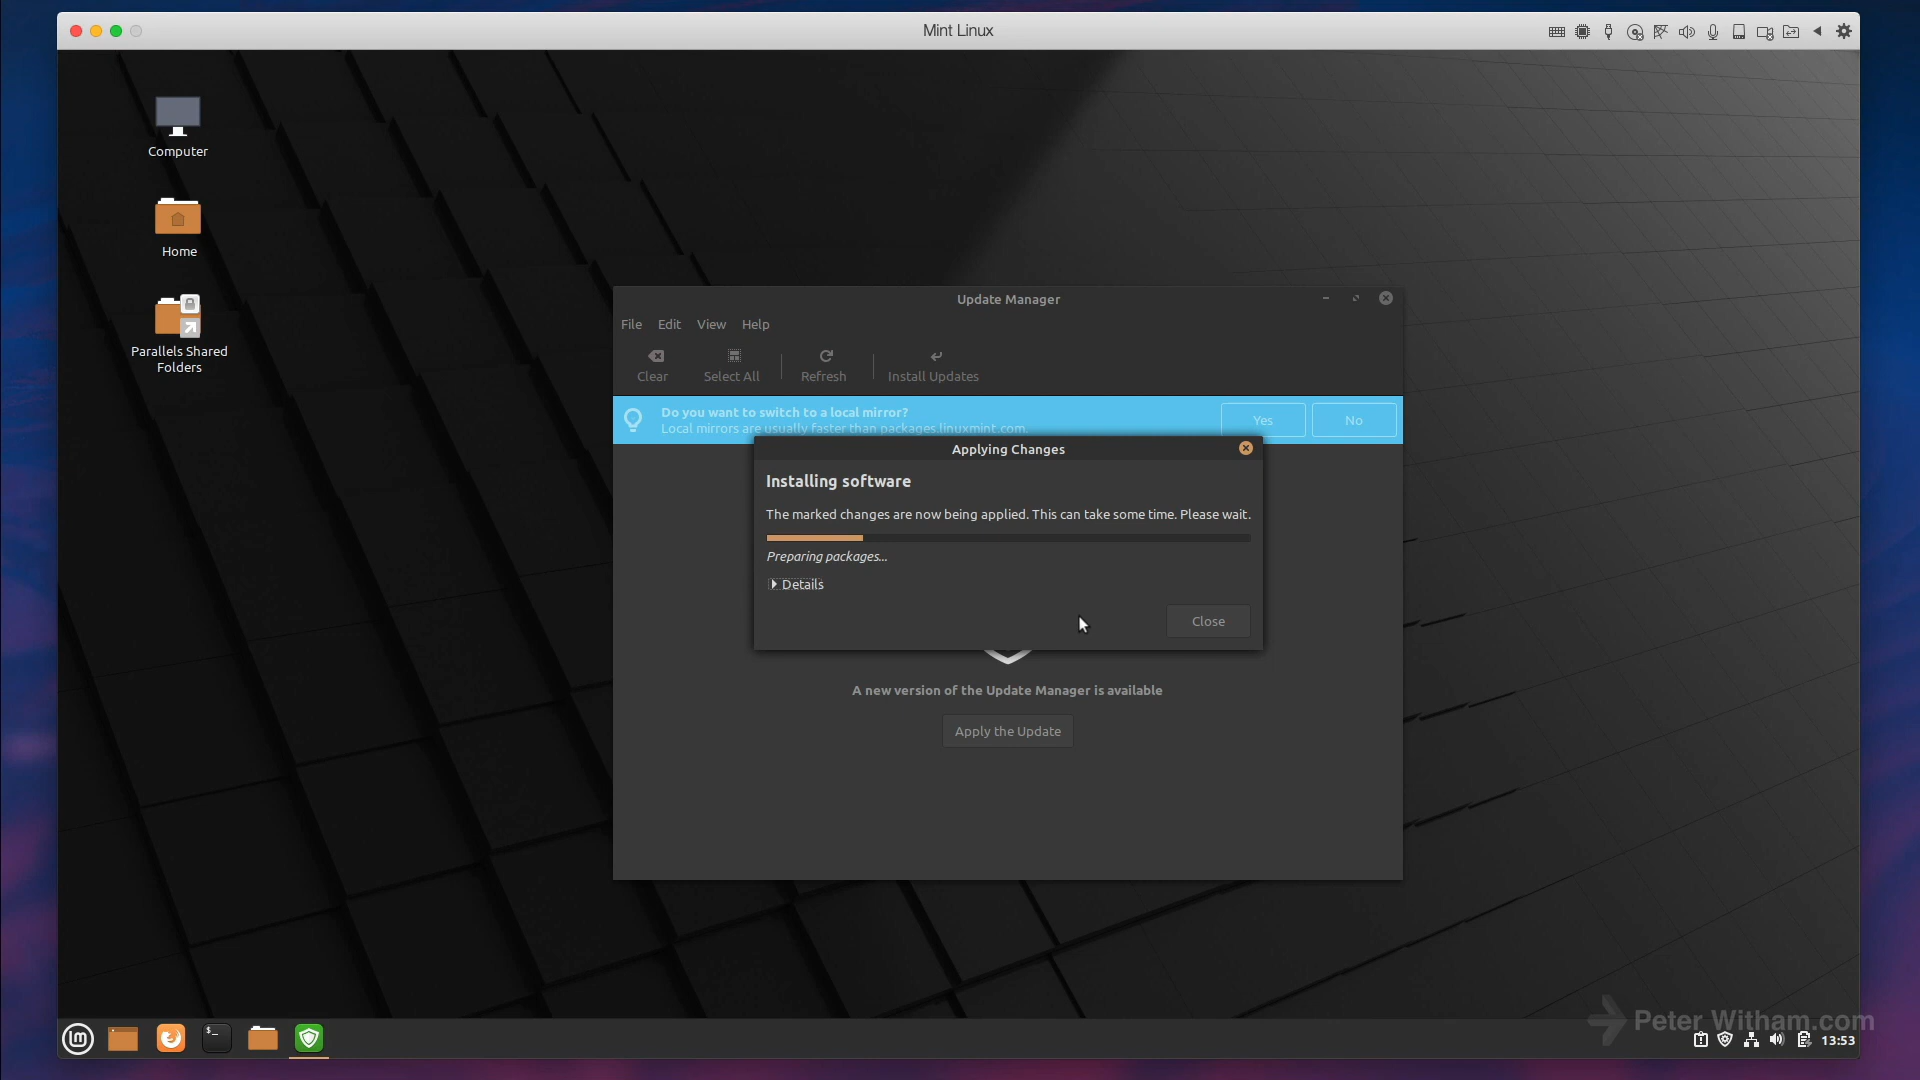 Mint Linux
Computer
Home
Parallels Shared
Folders
Update Manager
File Edit View Help
Clear Select All Refresh Install Updates
Do you want to switch to a local mirror?
Local mirrors are usually faster than packages.linuxmint.com.
Yes No
Applying Changes
Installing software
The marked changes are now being applied. This can take some time. Please wait.
Preparing packages...
Details
Close
A new version of the Update Manager is available
Apply the Update
Peter Witham.com
13:53